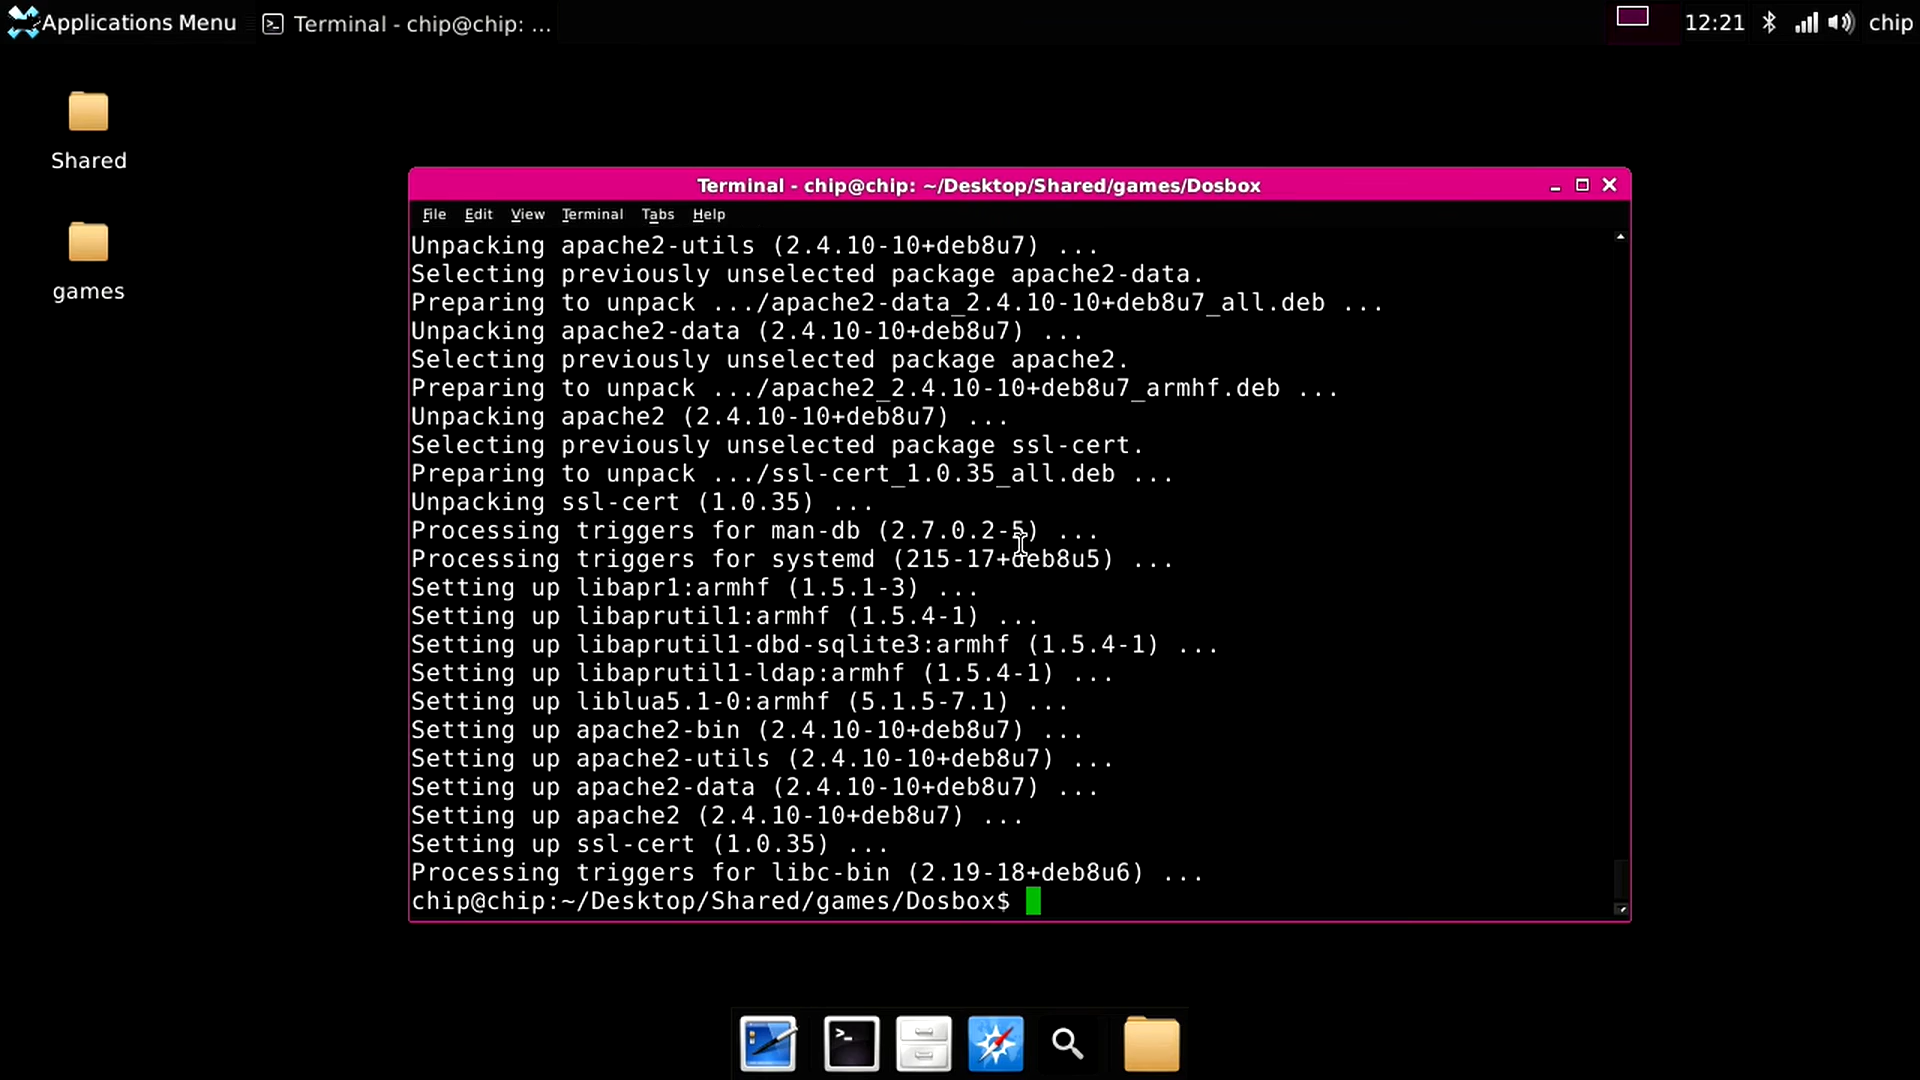 Applications Menu
Terminal - chip@chip: ...
12:21
chip
Shared
games
Terminal - chip@chip: ~/Desktop/Shared/games/Dosbox
File Edit View Terminal Tabs Help
Unpacking apache2-utils (2.4.10-10+deb8u7) ...
Selecting previously unselected package apache2-data.
Preparing to unpack .../apache2-data_2.4.10-10+deb8u7_all.deb ...
Unpacking apache2-data (2.4.10-10+deb8u7) ...
Selecting previously unselected package apache2.
Preparing to unpack .../apache2_2.4.10-10+deb8u7_armhf.deb ...
Unpacking apache2 (2.4.10-10+deb8u7) ...
Selecting previously unselected package ssl-cert.
Preparing to unpack .../ssl-cert_1.0.35_all.deb ...
Unpacking ssl-cert (1.0.35) ...
Processing triggers for man-db (2.7.0.2-5) ...
Processing triggers for systemd (215-17+deb8u5) ...
Setting up libapr1:armhf (1.5.1-3) ...
Setting up libaprutil1:armhf (1.5.4-1) ...
Setting up libaprutil1-dbd-sqlite3:armhf (1.5.4-1) ...
Setting up libaprutil1-ldap:armhf (1.5.4-1) ...
Setting up liblua5.1-0:armhf (5.1.5-7.1) ...
Setting up apache2-bin (2.4.10-10+deb8u7) ...
Setting up apache2-utils (2.4.10-10+deb8u7) ...
Setting up apache2-data (2.4.10-10+deb8u7) ...
Setting up apache2 (2.4.10-10+deb8u7) ...
Setting up ssl-cert (1.0.35) ...
Processing triggers for libc-bin (2.19-18+deb8u6) ...
chip@chip:~/Desktop/Shared/games/Dosbox$